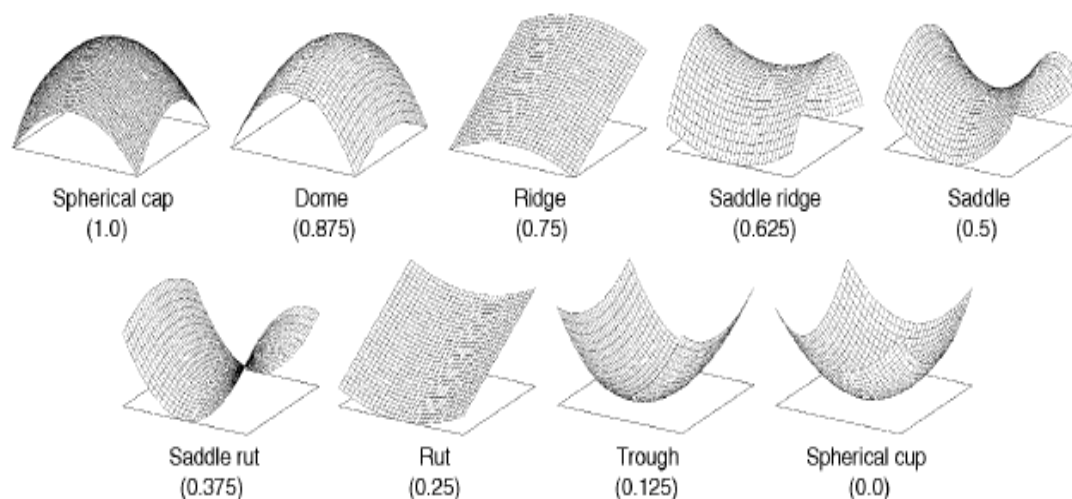 Spherical cap Dome Ridge Saddle ridge Saddle
(1.0) (0.875) (0.75) (0.625) (0.5)
Saddle rut Rut Trough Spherical cup
(0.375) (0.25) (0.125) (0.0)